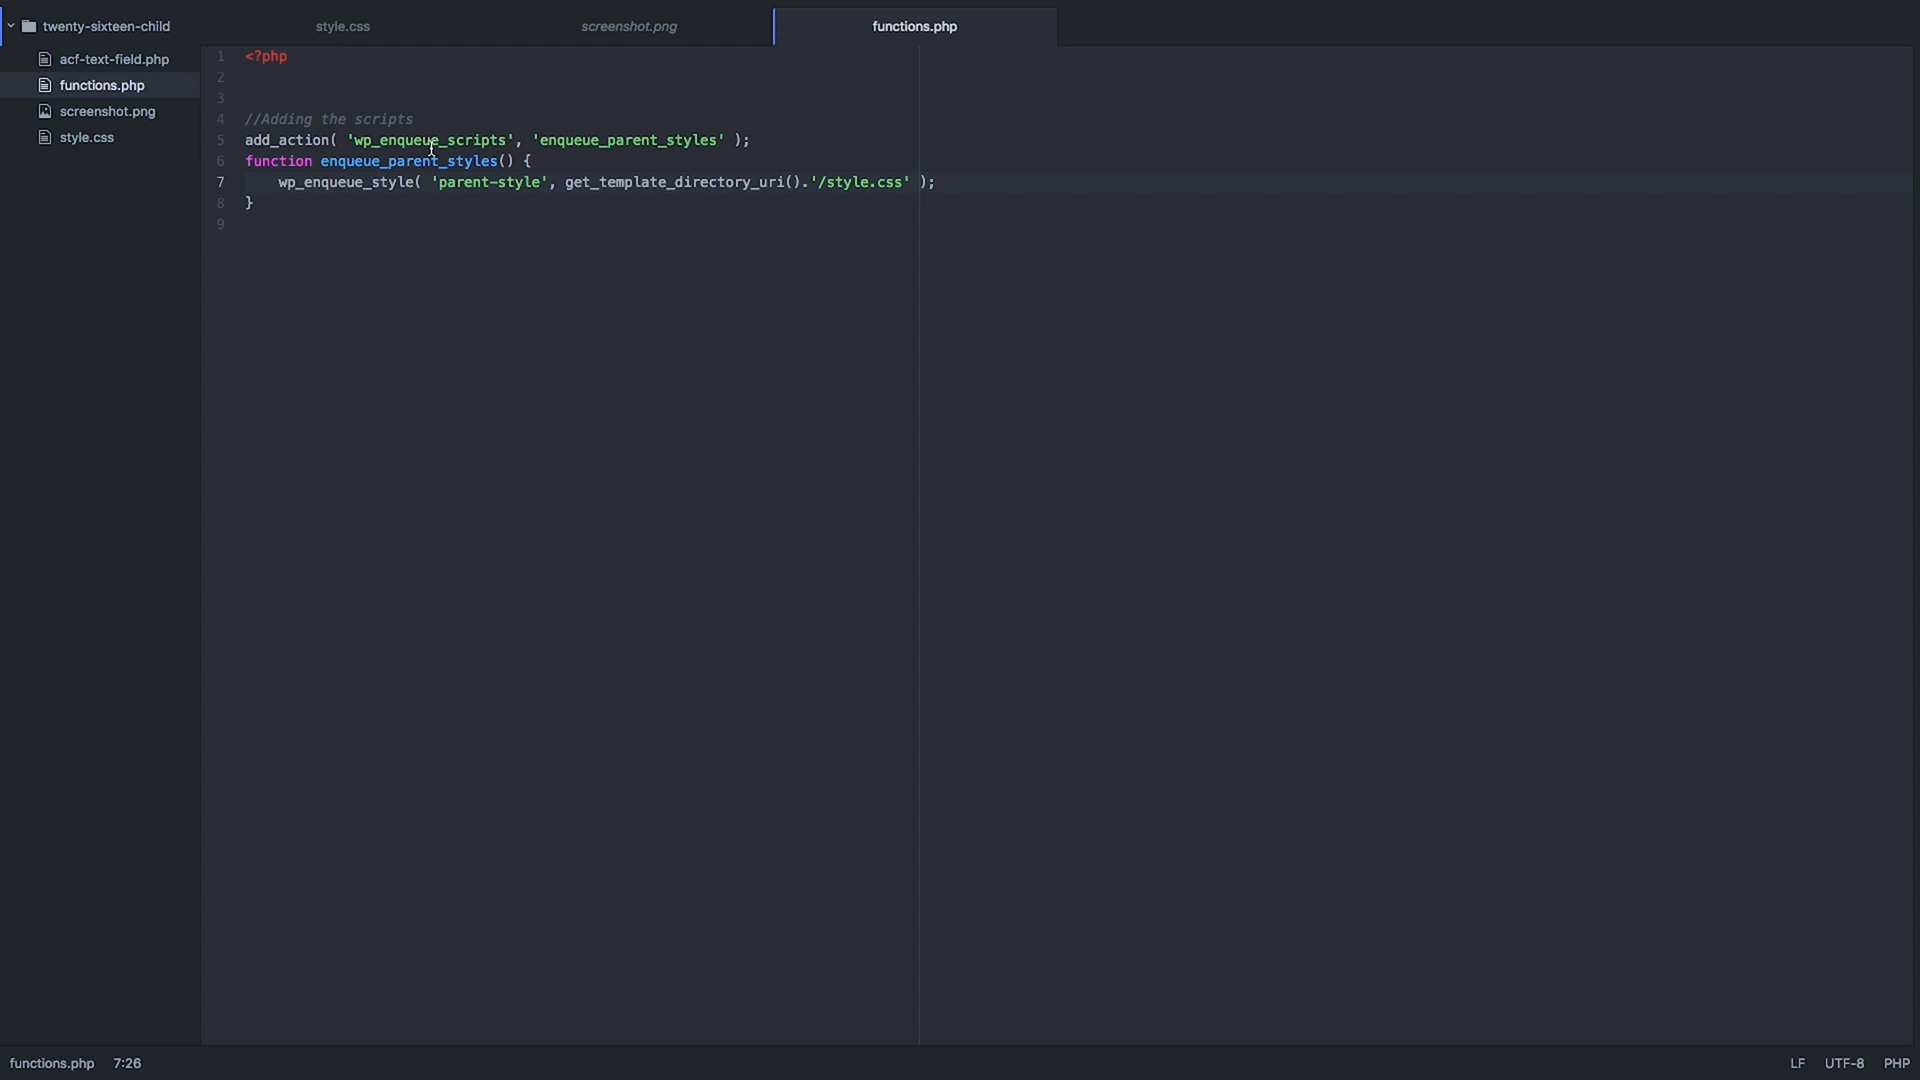 twenty-sixteen-child
acf-text-field.php
functions.php
screenshot.png
style.css
style.css
screenshot.png
functions.php
1 <?php
2
3
4 //Adding the scripts
5 add_action( 'wp_enqueue_scripts', 'enqueue_parent_styles' );
6 function enqueue_parent_styles() {
7 wp_enqueue_style( 'parent-style', get_template_directory_uri().'/style.css' );
8 }
9
functions.php 7:26
LF UTF-8 PHP